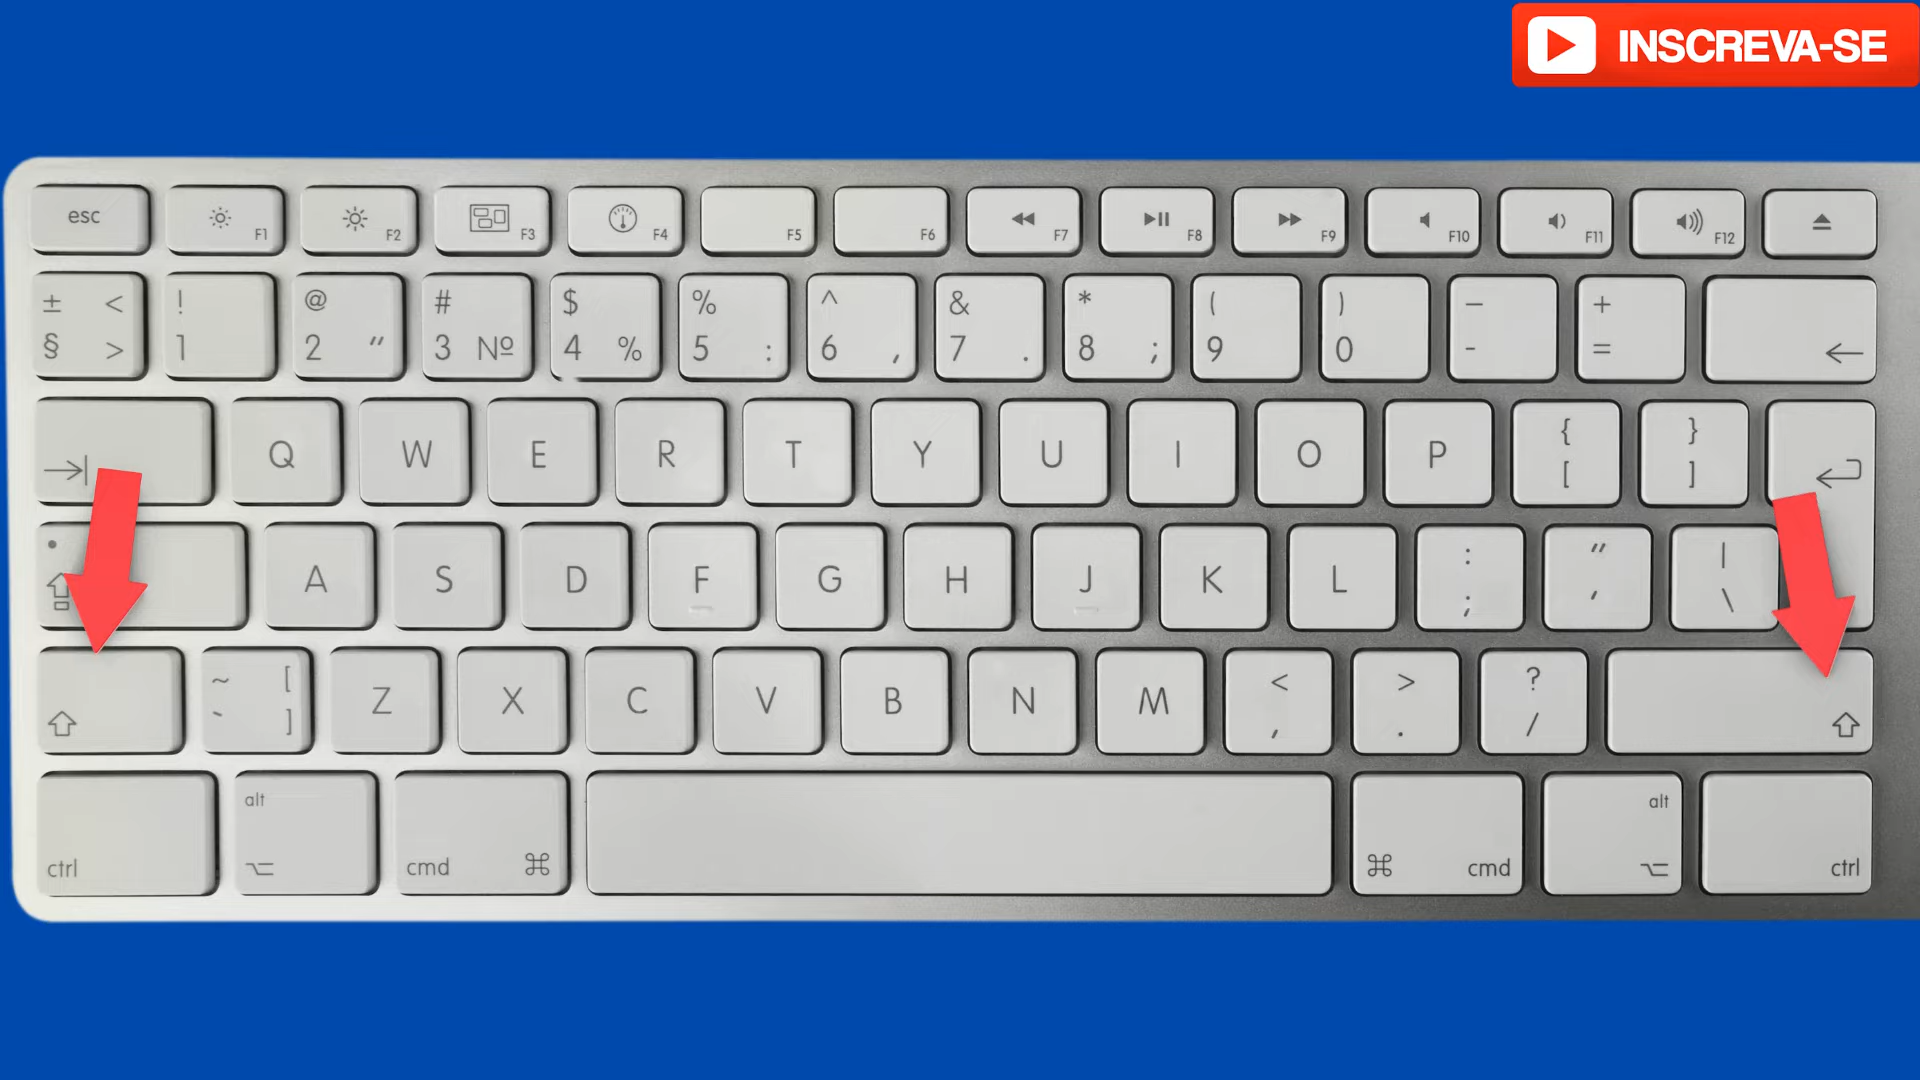 INSCREVA-SE
esc F1 F2 F3 F4 F5 F6 F7 F8 F9 F10 F11 F12
± < ! @ # $ % ^ & * ( ) — +
§ > 1 2 " 3 № 4 % 5 : 6 , 7 . 8 ; 9 0 - =
{ }
Q W E R T Y U I O P [ ]
: " |
A S D F G H J K L ; ' \
~ [ < > ?
` ] Z X C V B N M , . /
alt alt
ctrl ⌥ cmd ⌘ ⌘ cmd ⌥ ctrl